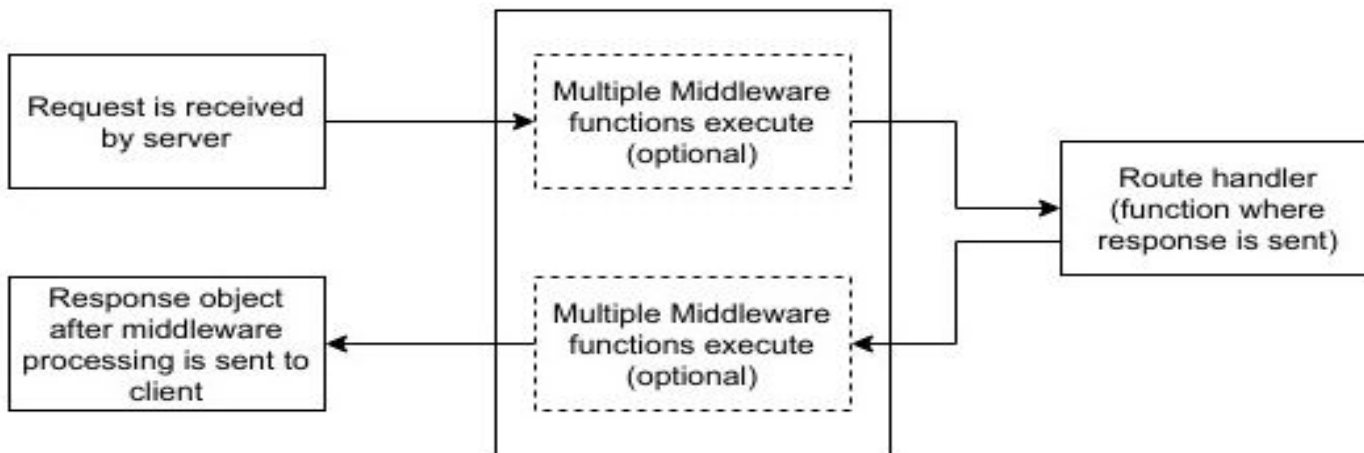 Request is received
by server
Multiple Middleware
functions execute
(optional)
Route handler
(function where
response is sent)
Response object
after middleware
processing is sent to
client
Multiple Middleware
functions execute
(optional)